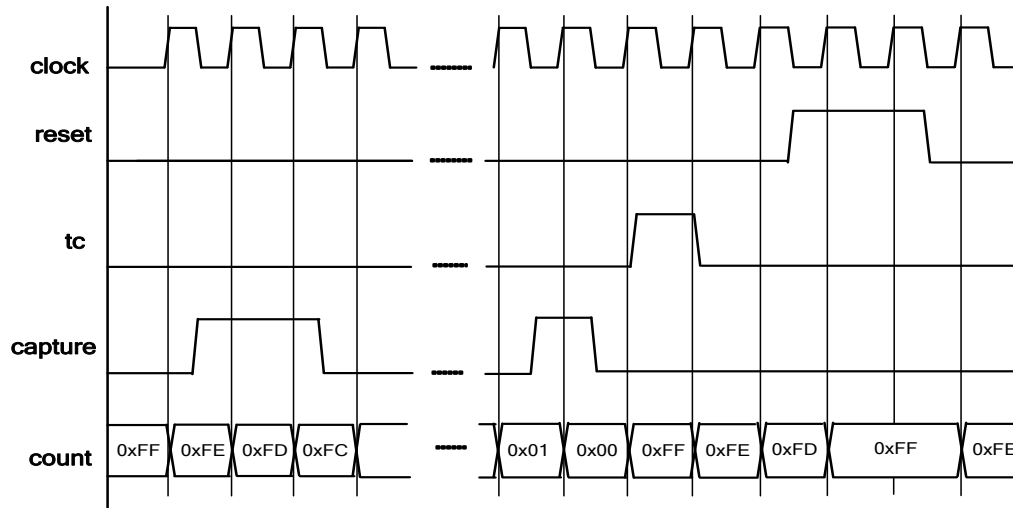 clock
reset
tc
capture
count
0xFF 0xFE 0xFD 0xFC 0x01 0x00 0xFF 0xFE 0xFD 0xFF 0xFE